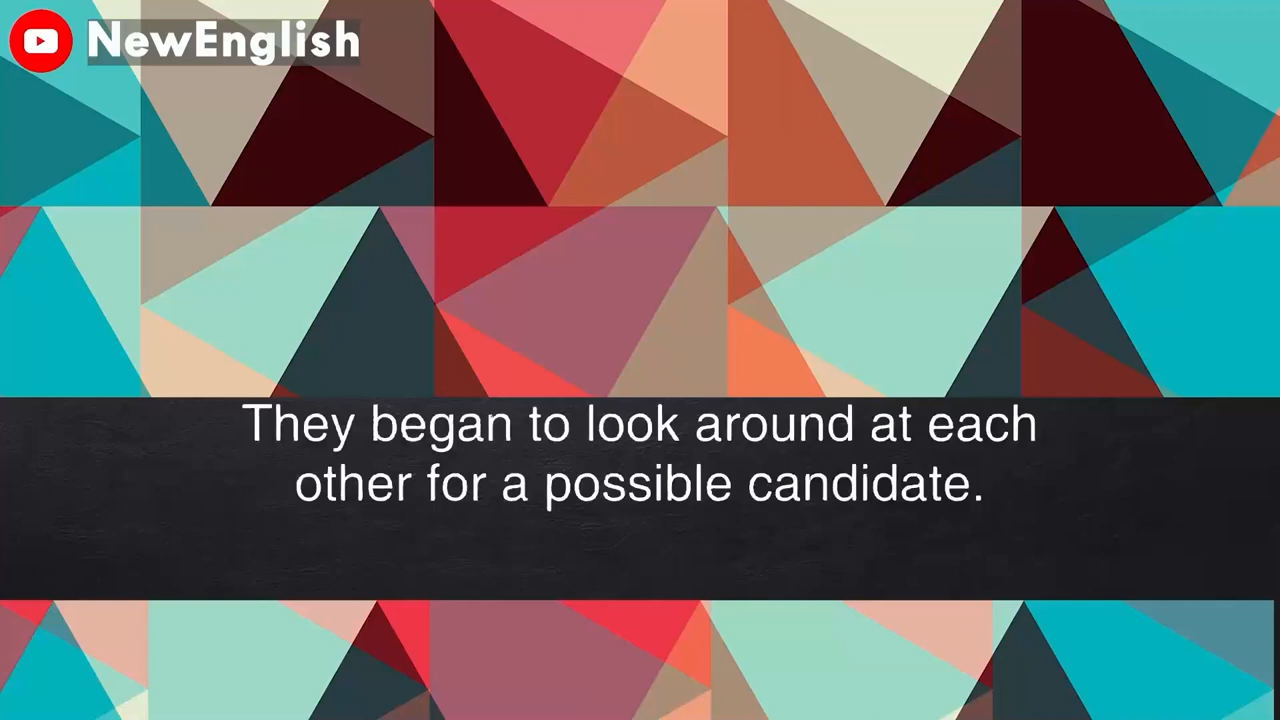 NewEnglish
They began to look around at each
other for a possible candidate.